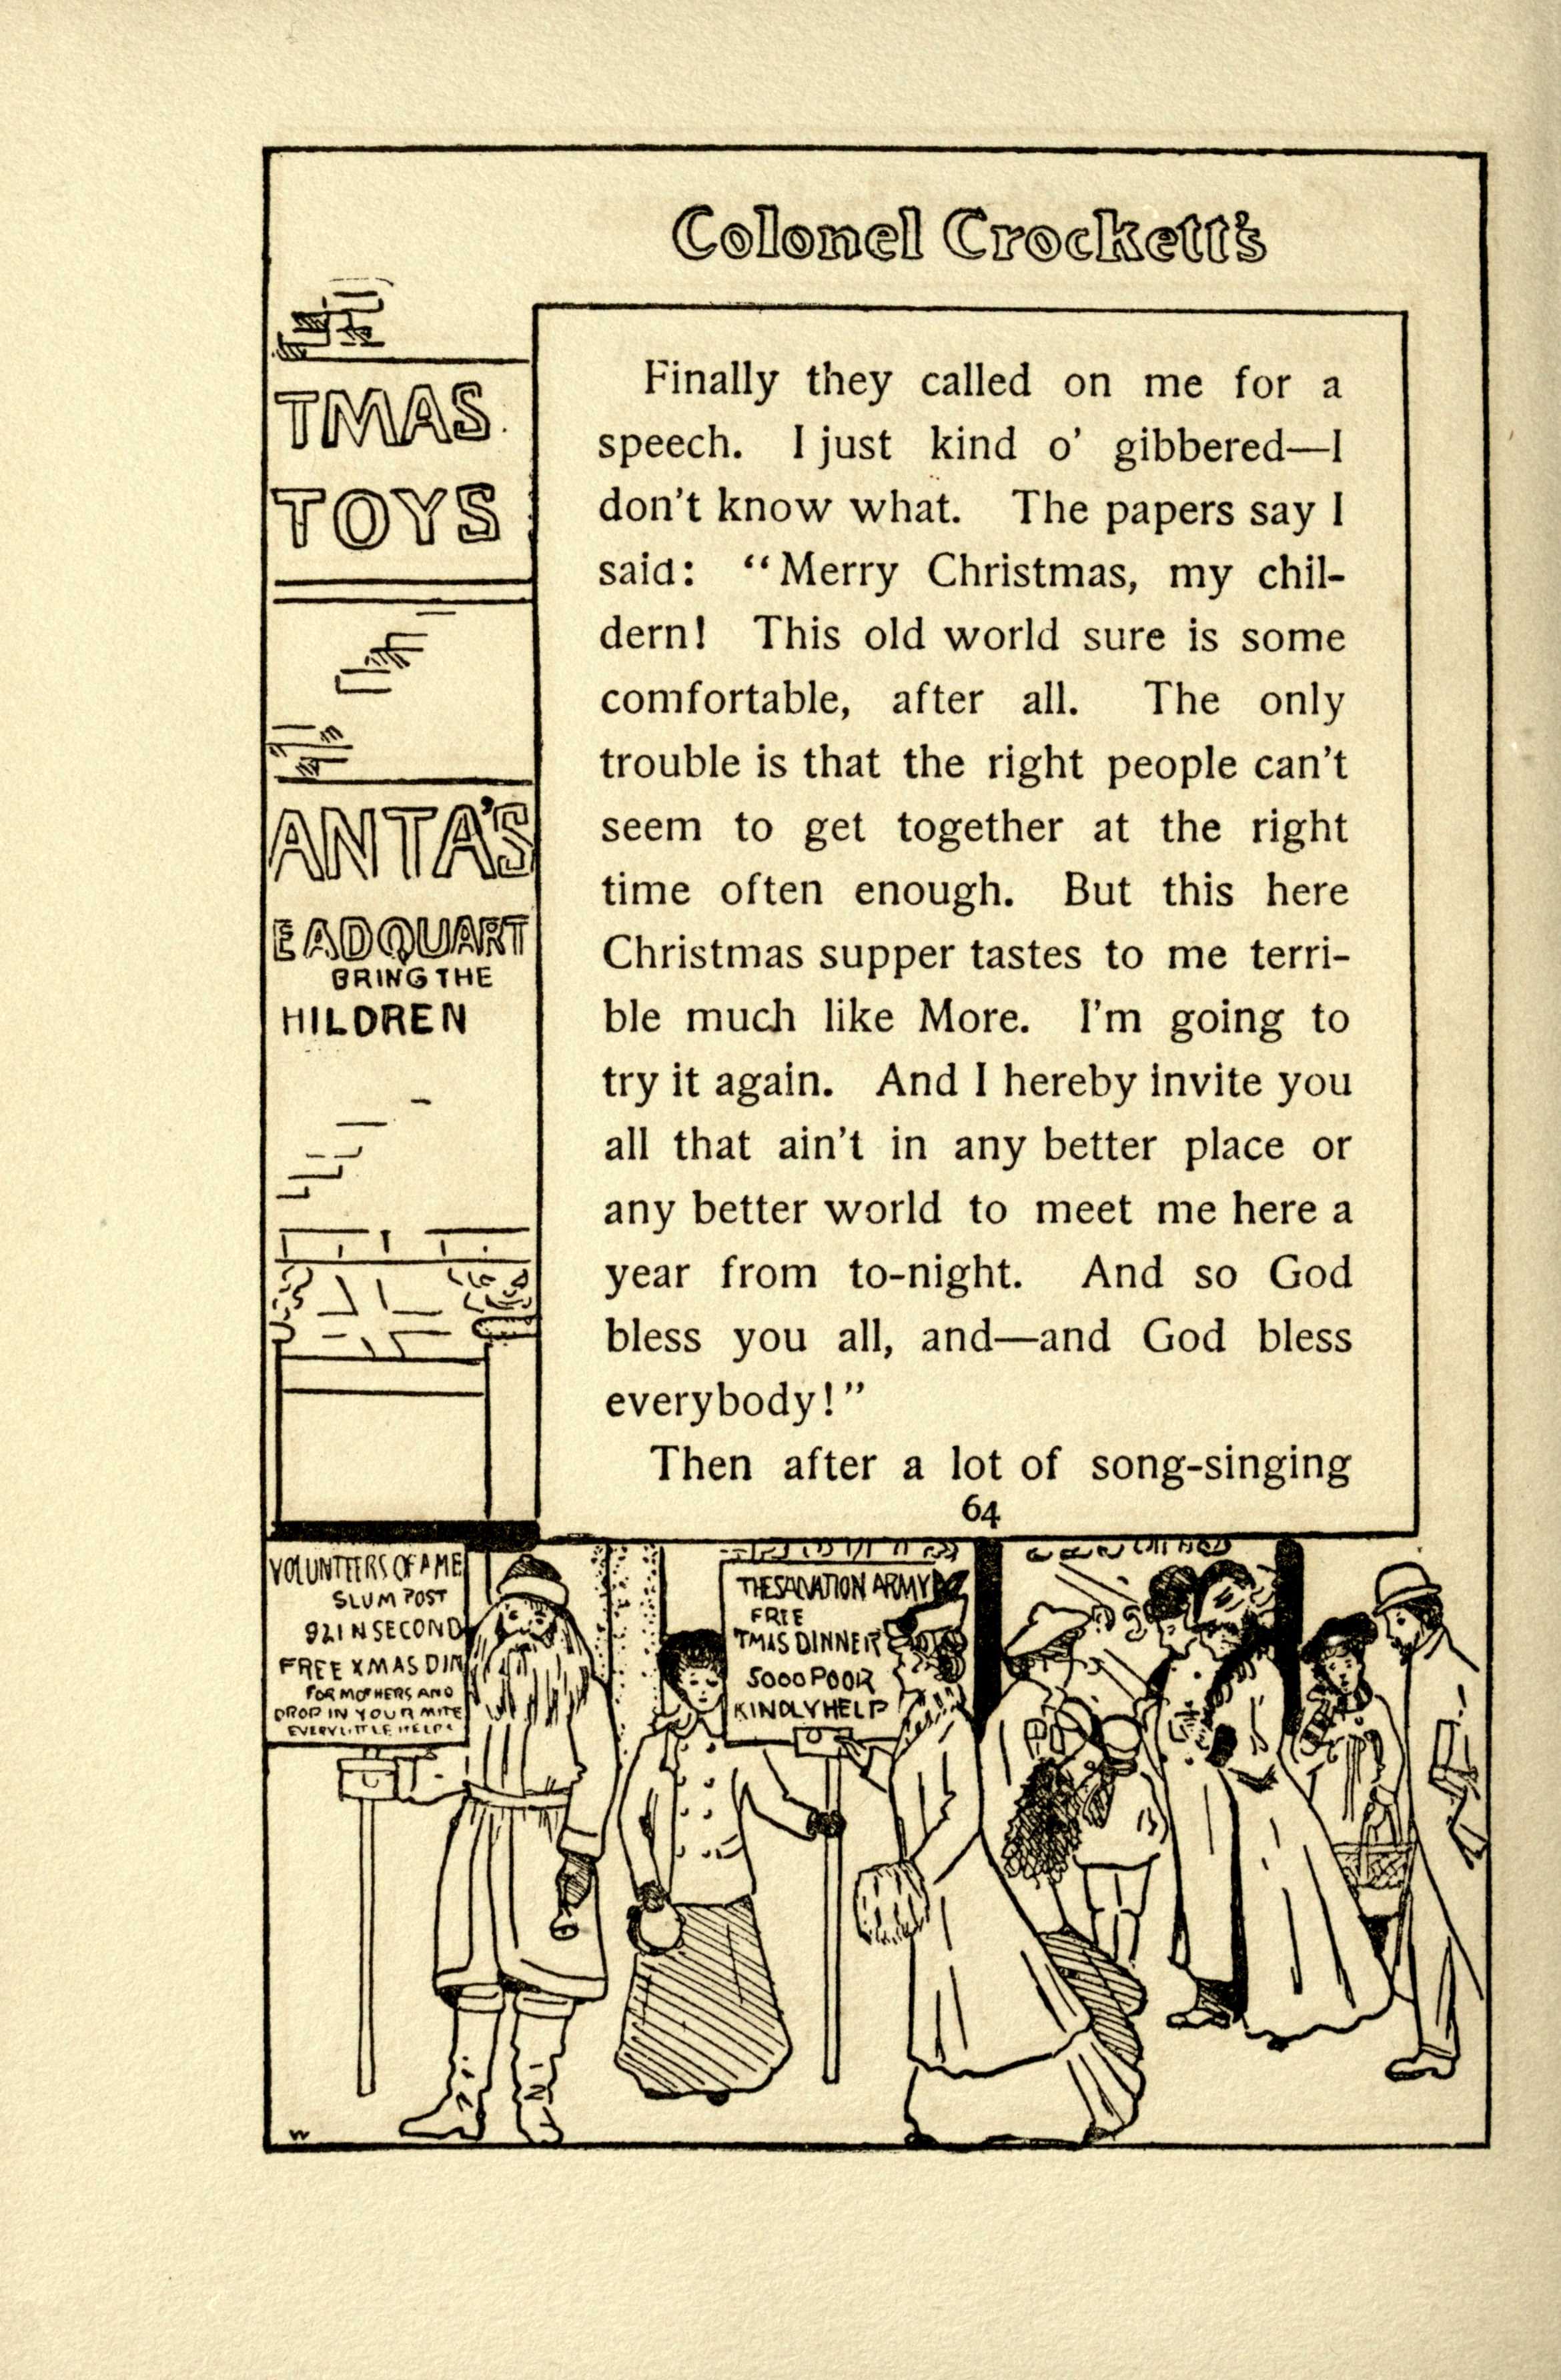 Colonel Crockett's
TMAS
TOYS
ANTA'S
EADQUART
BRING THE
HILDREN
Finally they called on me for a
speech. I just kind o' gibbered—I
don't know what. The papers say I
said: “Merry Christmas, my chil-
dern! This old world sure is some
comfortable, after all. The only
trouble is that the right people can't
seem to get together at the right
time often enough. But this here
Christmas supper tastes to me terri-
ble much like More. I'm going to
try it again. And I hereby invite you
all that ain't in any better place or
any better world to meet me here a
year from to-night. And so God
bless you all, and—and God bless
everybody!”
Then after a lot of song-singing
64
VOLUNTEERS OF AME
SLUM POST
921 N SECOND
FREE XMAS DIN
FOR MOTHERS AND
DROP IN YOUR MITE
EVERY LITTLE HELPS
THE SALVATION ARMY
FREE
TMAS DINNER
5000 POOR
KINDLY HELP
W